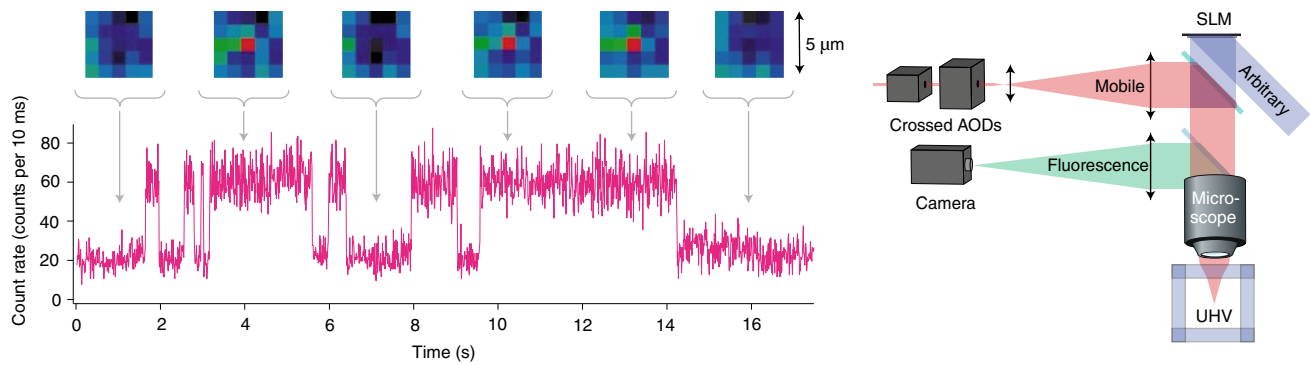 5 μm
Count rate (counts per 10 ms)
80
60
40
20
0
0 2 4 6 8 10 12 14 16
Time (s)
SLM
Mobile
Arbitrary
Crossed AODs
Fluorescence
Camera
Micro-
scope
UHV